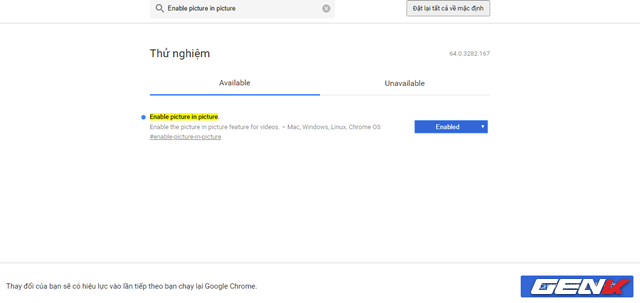 Enable picture in picture
Đặt lại tất cả về mặc định
Thử nghiệm
64.0.3282.167
Available
Unavailable
Enable picture in picture.
Enable the picture in picture feature for videos. – Mac, Windows, Linux, Chrome OS
Enabled
#enable-picture-in-picture
Thay đổi của bạn sẽ có hiệu lực vào lần tiếp theo bạn chạy lại Google Chrome.
GENK